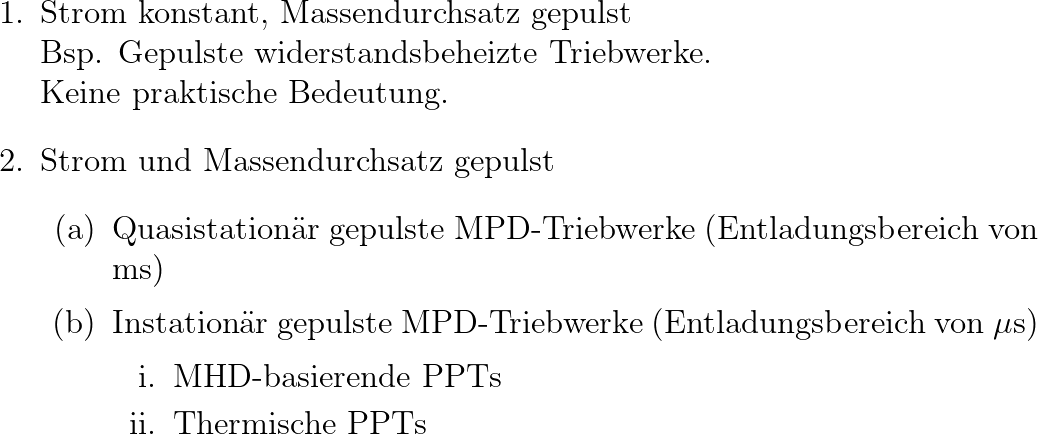 1. Strom konstant, Massendurchsatz gepulst
Bsp. Gepulste widerstandsbeheizte Triebwerke.
Keine praktische Bedeutung.
2. Strom und Massendurchsatz gepulst
(a) Quasistationär gepulste MPD-Triebwerke (Entladungsbereich von
ms)
(b) Instationär gepulste MPD-Triebwerke (Entladungsbereich von μs)
i. MHD-basierende PPTs
ii. Thermische PPTs